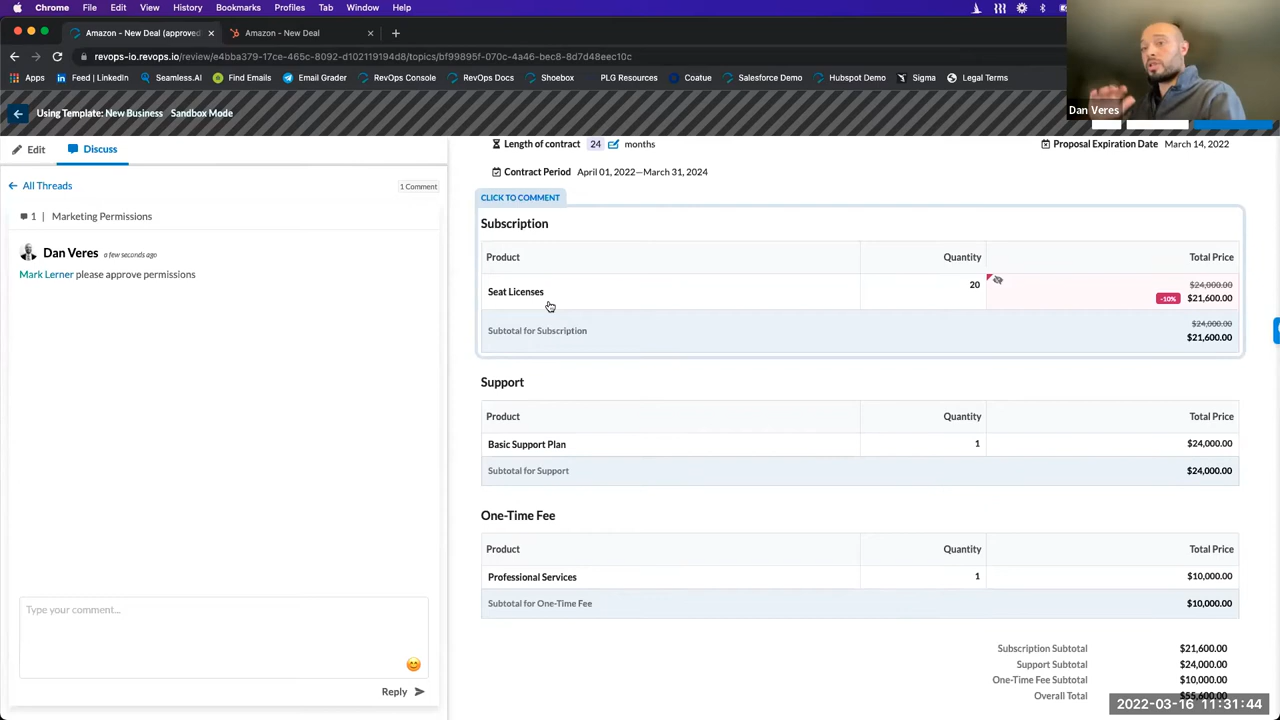 Chrome File Edit View History Bookmarks Profiles Tab Window Help
Amazon - New Deal (approved
Amazon - New Deal
revops-io.revops.io/review/e4bba379-17ce-465c-8092-d102119194d8/topics/bf99895f-070c-4a46-bec8-8d7d48eec10c
Apps Feed | LinkedIn Seamless.AI Find Emails Email Grader RevOps Console RevOps Docs Shoebox PLG Resources Coatue Salesforce Demo Hubspot Demo Sigma Legal Terms
Dan Veres
Using Template: New Business Sandbox Mode
Edit Discuss
All Threads 1 Comment
1 | Marketing Permissions
Dan Veres a few seconds ago
Mark Lerner please approve permissions
Type your comment...
Reply
Length of contract 24 months Proposal Expiration Date March 14, 2022
Contract Period April 01, 2022—March 31, 2024
CLICK TO COMMENT
Subscription
Product Quantity Total Price
Seat Licenses 20 $24,000.00
-10% $21,600.00
Subtotal for Subscription $24,000.00
$21,600.00
Support
Product Quantity Total Price
Basic Support Plan 1 $24,000.00
Subtotal for Support $24,000.00
One-Time Fee
Product Quantity Total Price
Professional Services 1 $10,000.00
Subtotal for One-Time Fee $10,000.00
Subscription Subtotal $21,600.00
Support Subtotal $24,000.00
One-Time Fee Subtotal $10,000.00
Overall Total $55,600.00
2022-03-16 11:31:44